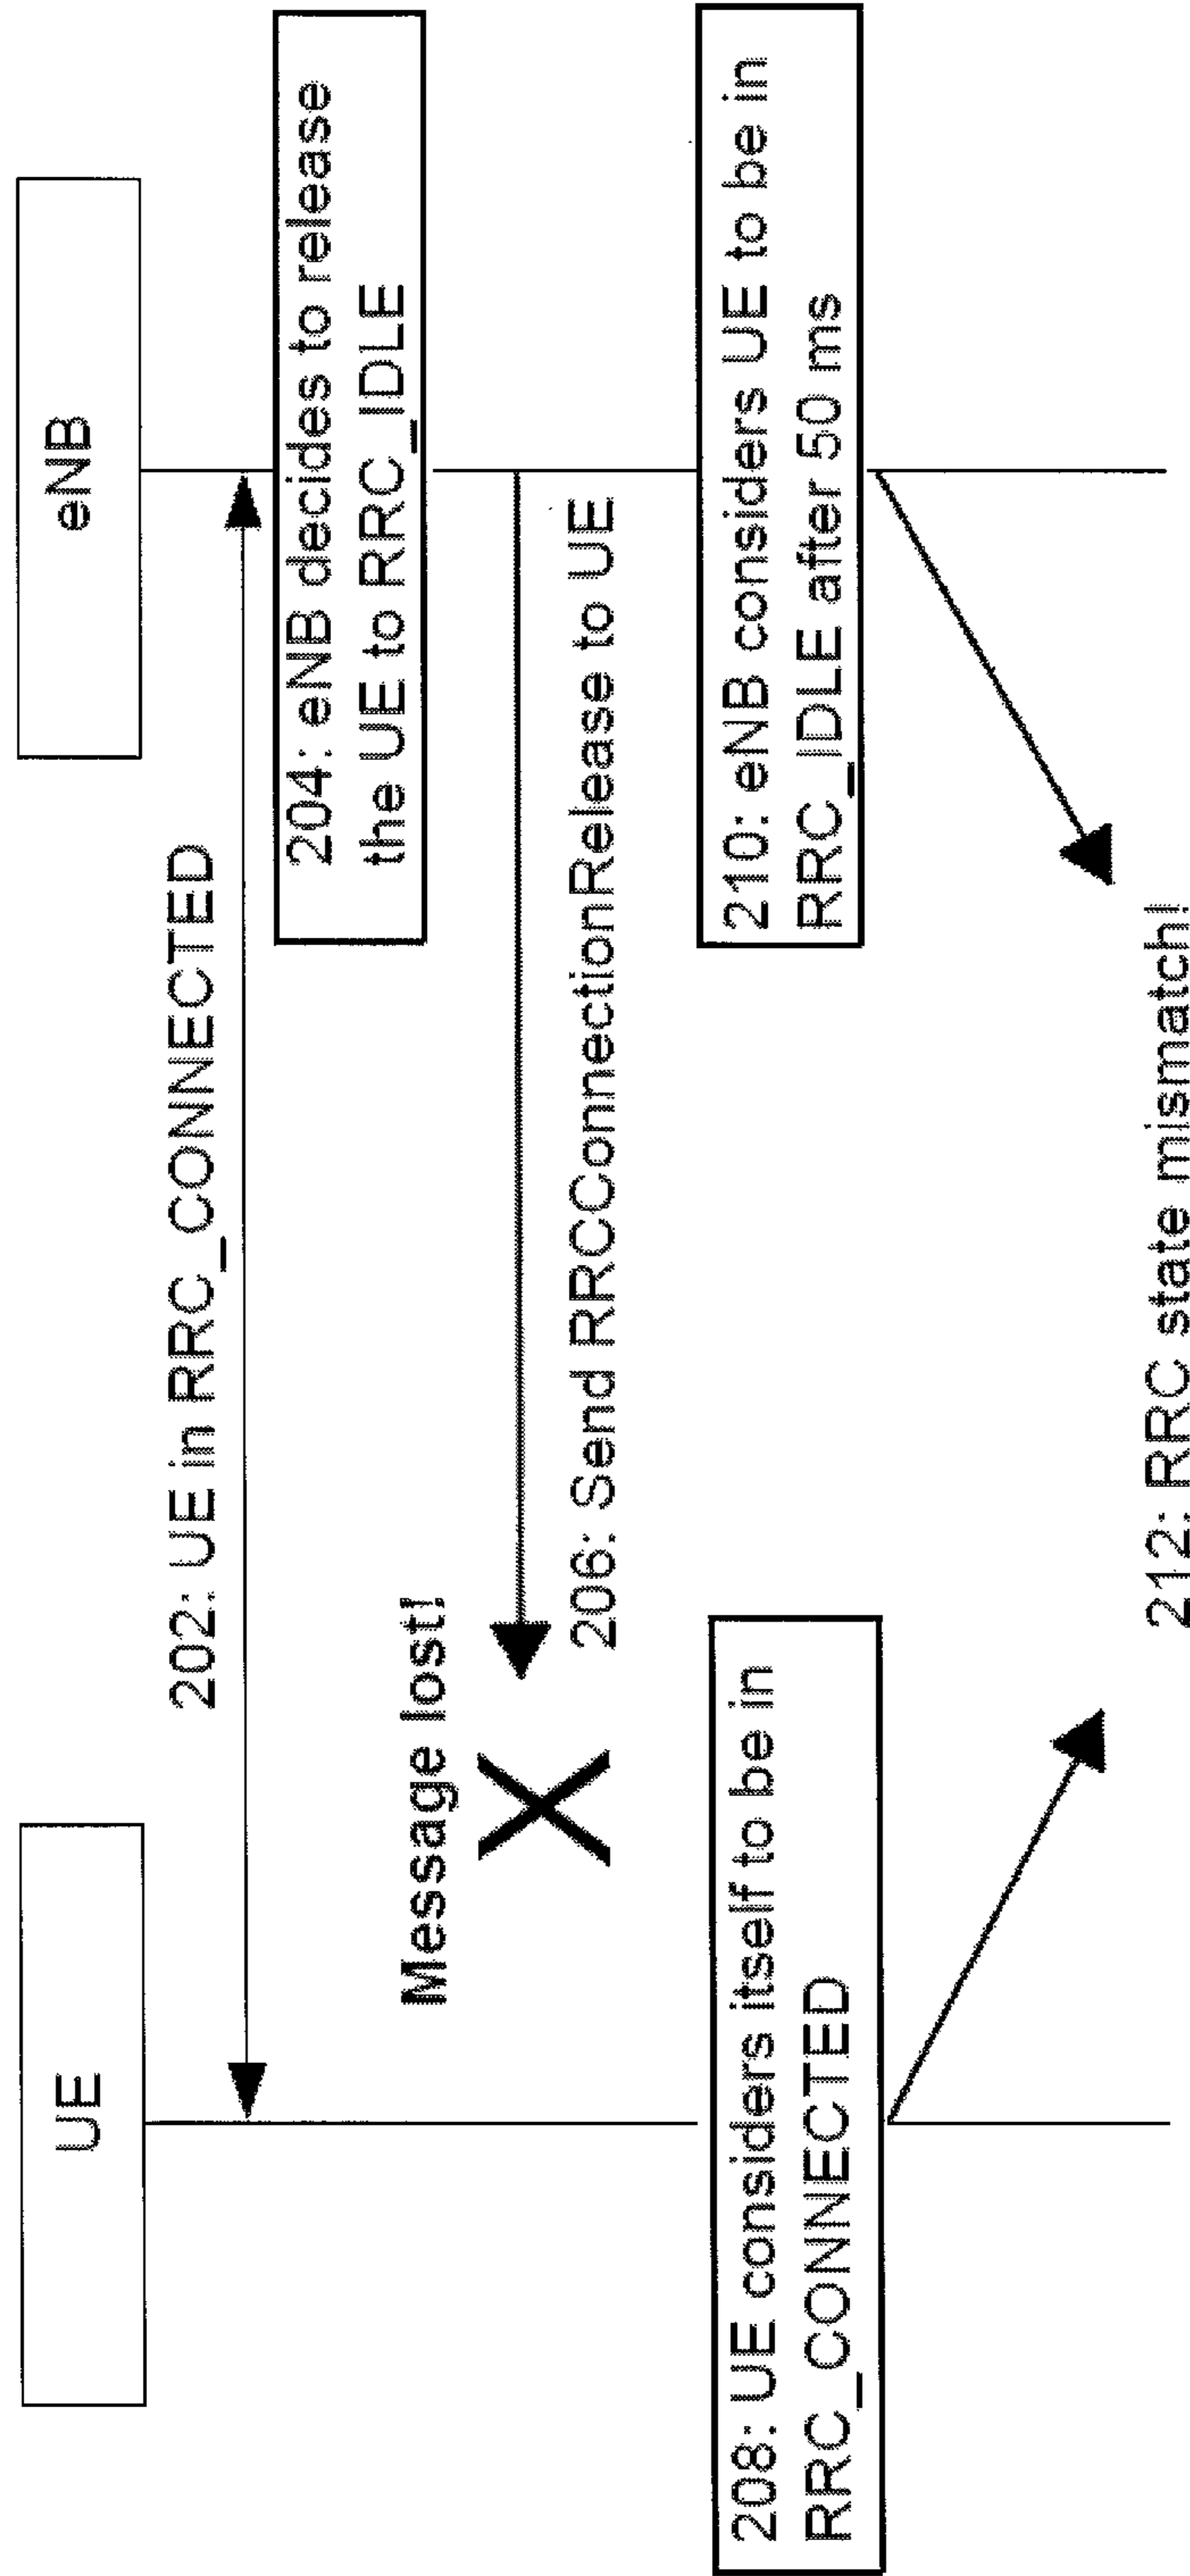 UE
eNB
202: UE in RRC_CONNECTED
204: eNB decides to release
the UE to RRC_IDLE
Message lost!
206: Send RRCConnectionRelease to UE
208: UE considers itself to be in
RRC_CONNECTED
210: eNB considers UE to be in
RRC_IDLE after 50 ms
212: RRC state mismatch!